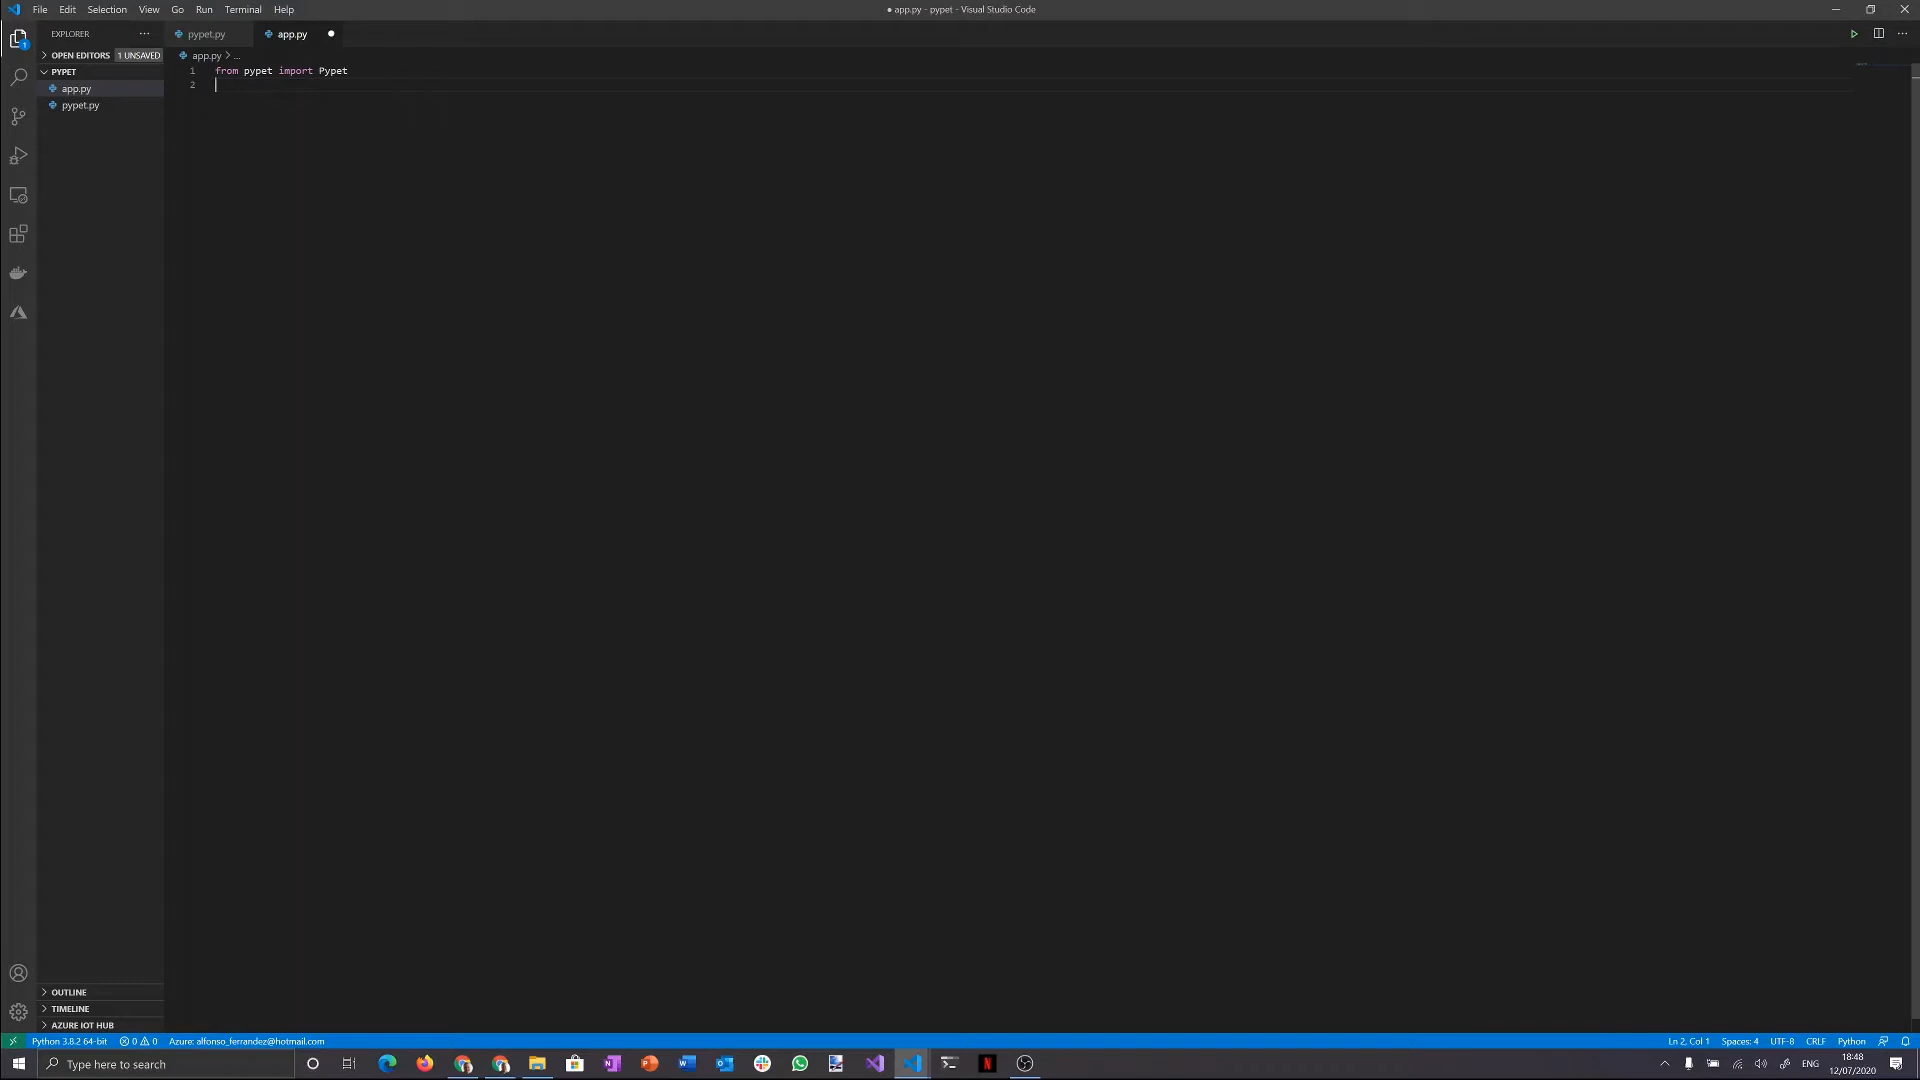 File Edit Selection View Go Run Terminal Help
● app.py - pypet - Visual Studio Code
EXPLORER ···
pypet.py
app.py
OPEN EDITORS 1 UNSAVED
app.py > ...
PYPET
1 from pypet import Pypet
app.py
2
pypet.py
1
OUTLINE
TIMELINE
AZURE IOT HUB
Python 3.8.2 64-bit 0 0 Azure: alfonso_ferrandez@hotmail.com
Ln 2, Col 1 Spaces: 4 UTF-8 CRLF Python
Type here to search
ENG
18:48
12/07/2020